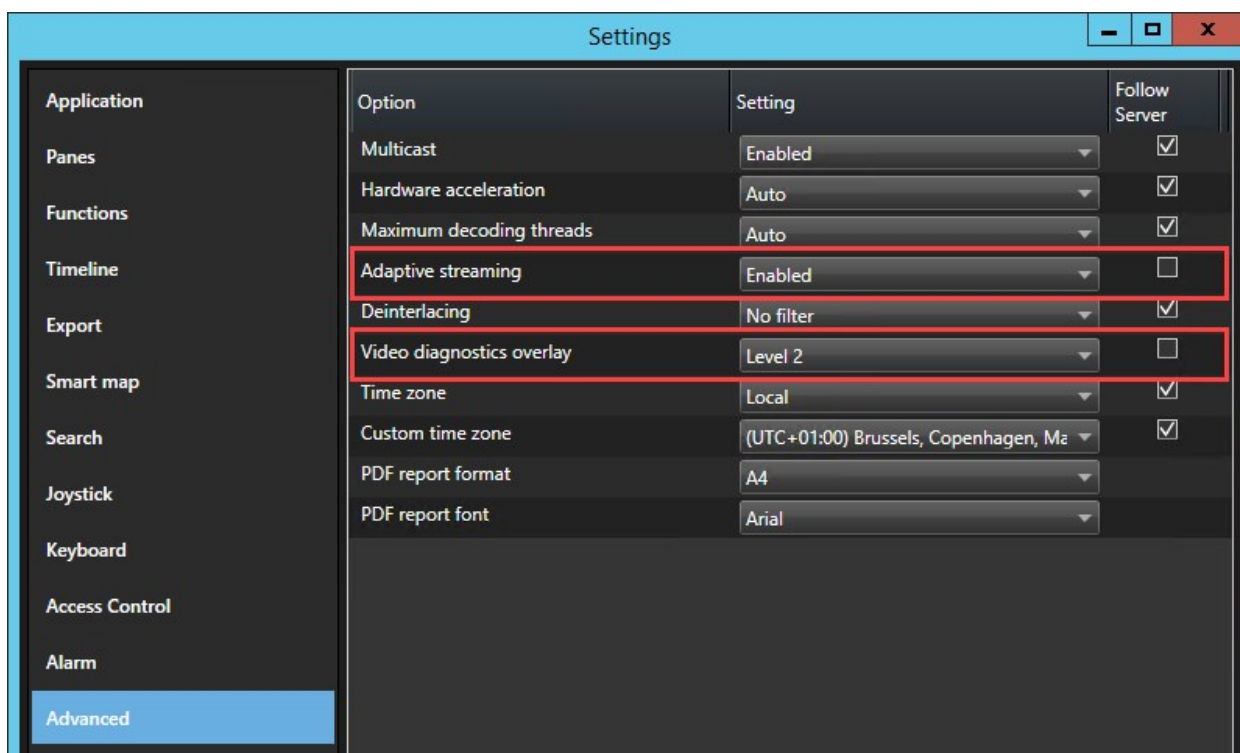 Settings
Application
Panes
Functions
Timeline
Export
Smart map
Search
Joystick
Keyboard
Access Control
Alarm
Advanced
Option Setting Follow
Server
Multicast Enabled
Hardware acceleration Auto
Maximum decoding threads Auto
Adaptive streaming Enabled
Deinterlacing No filter
Video diagnostics overlay Level 2
Time zone Local
Custom time zone (UTC+01:00) Brussels, Copenhagen, Ma
PDF report format A4
PDF report font Arial